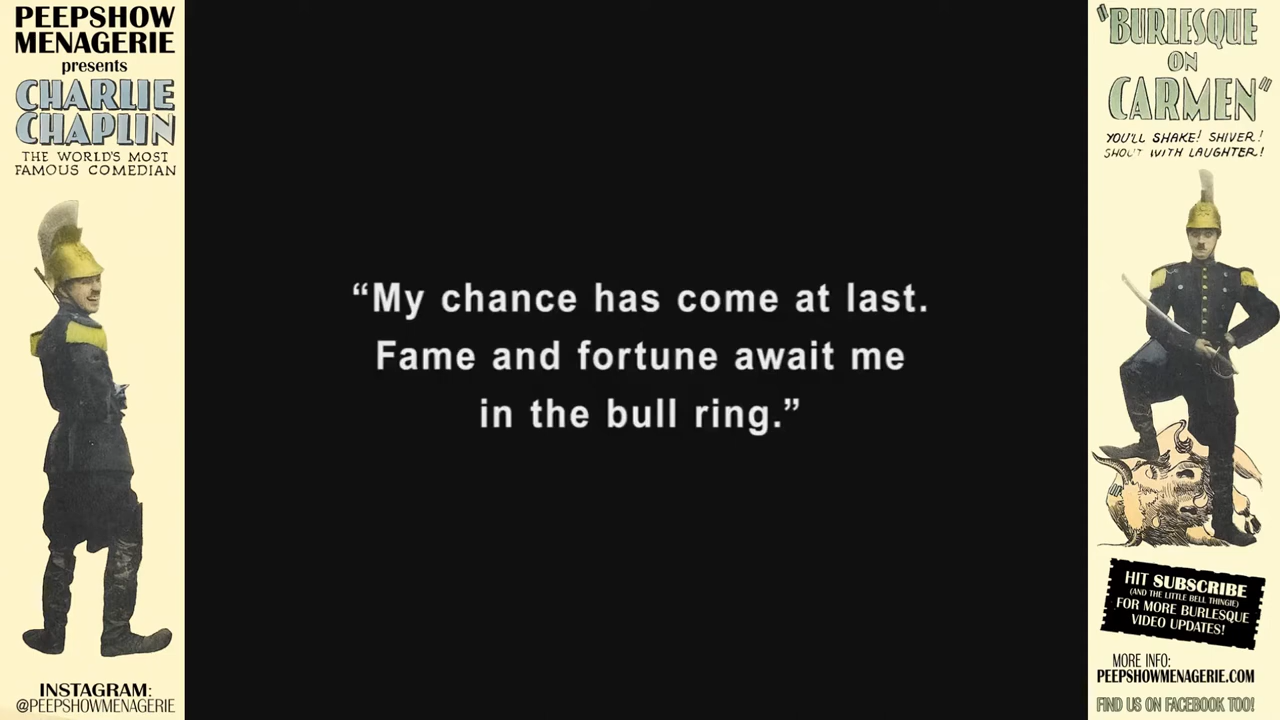 PEEPSHOW
MENAGERIE
presents
CHARLIE
CHAPLIN
THE WORLD'S MOST
FAMOUS COMEDIAN
INSTAGRAM:
@PEEPSHOWMENAGERIE
“My chance has come at last.
Fame and fortune await me
in the bull ring.”
"BURLESQUE
ON
CARMEN"
YOU'LL SHAKE! SHIVER!
SHOUT WITH LAUGHTER!
HIT SUBSCRIBE
(AND THE LITTLE BELL THINGIE)
FOR MORE BURLESQUE
VIDEO UPDATES!
MORE INFO:
PEEPSHOWMENAGERIE.COM
FIND US ON FACEBOOK TOO!